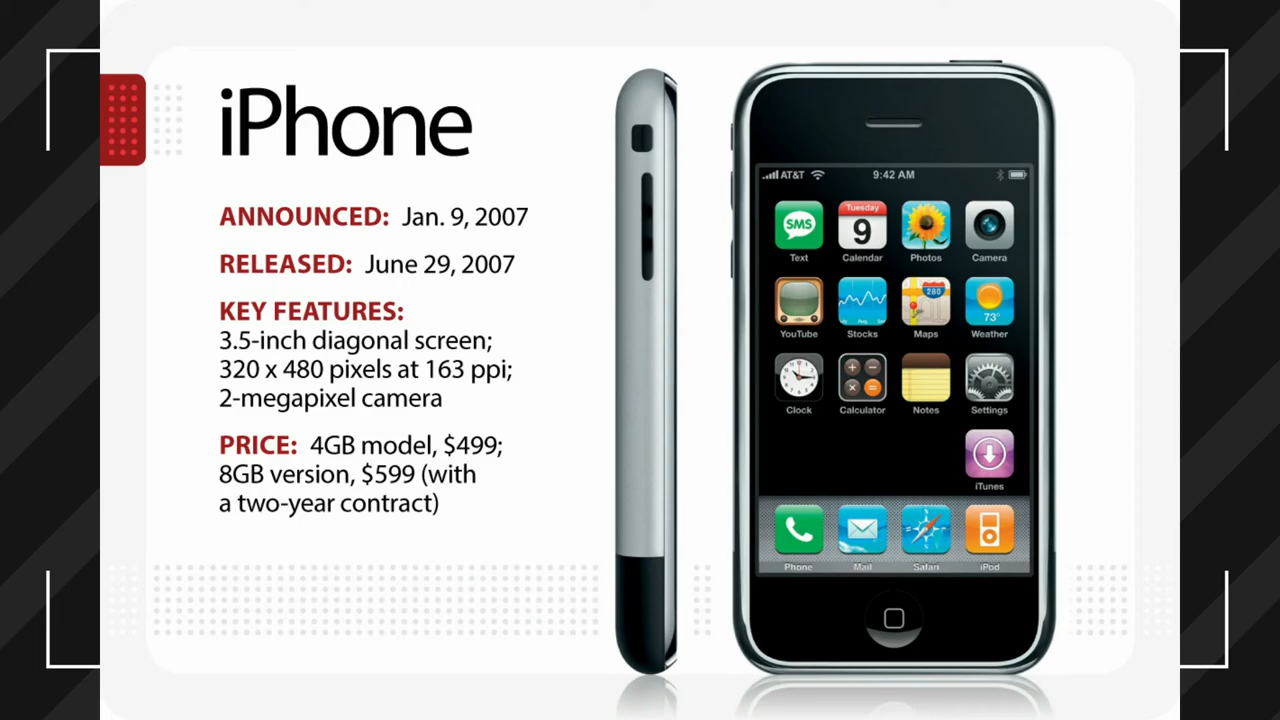 iPhone
ANNOUNCED: Jan. 9, 2007
RELEASED: June 29, 2007
KEY FEATURES:
3.5-inch diagonal screen;
320 x 480 pixels at 163 ppi;
2-megapixel camera
PRICE: 4GB model, $499;
8GB version, $599 (with
a two-year contract)
AT&T 9:42 AM
SMS Tuesday 9
Text Calendar Photos Camera
280 73°
YouTube Stocks Maps Weather
Clock Calculator Notes Settings
iTunes
Phone Mail Safari iPod